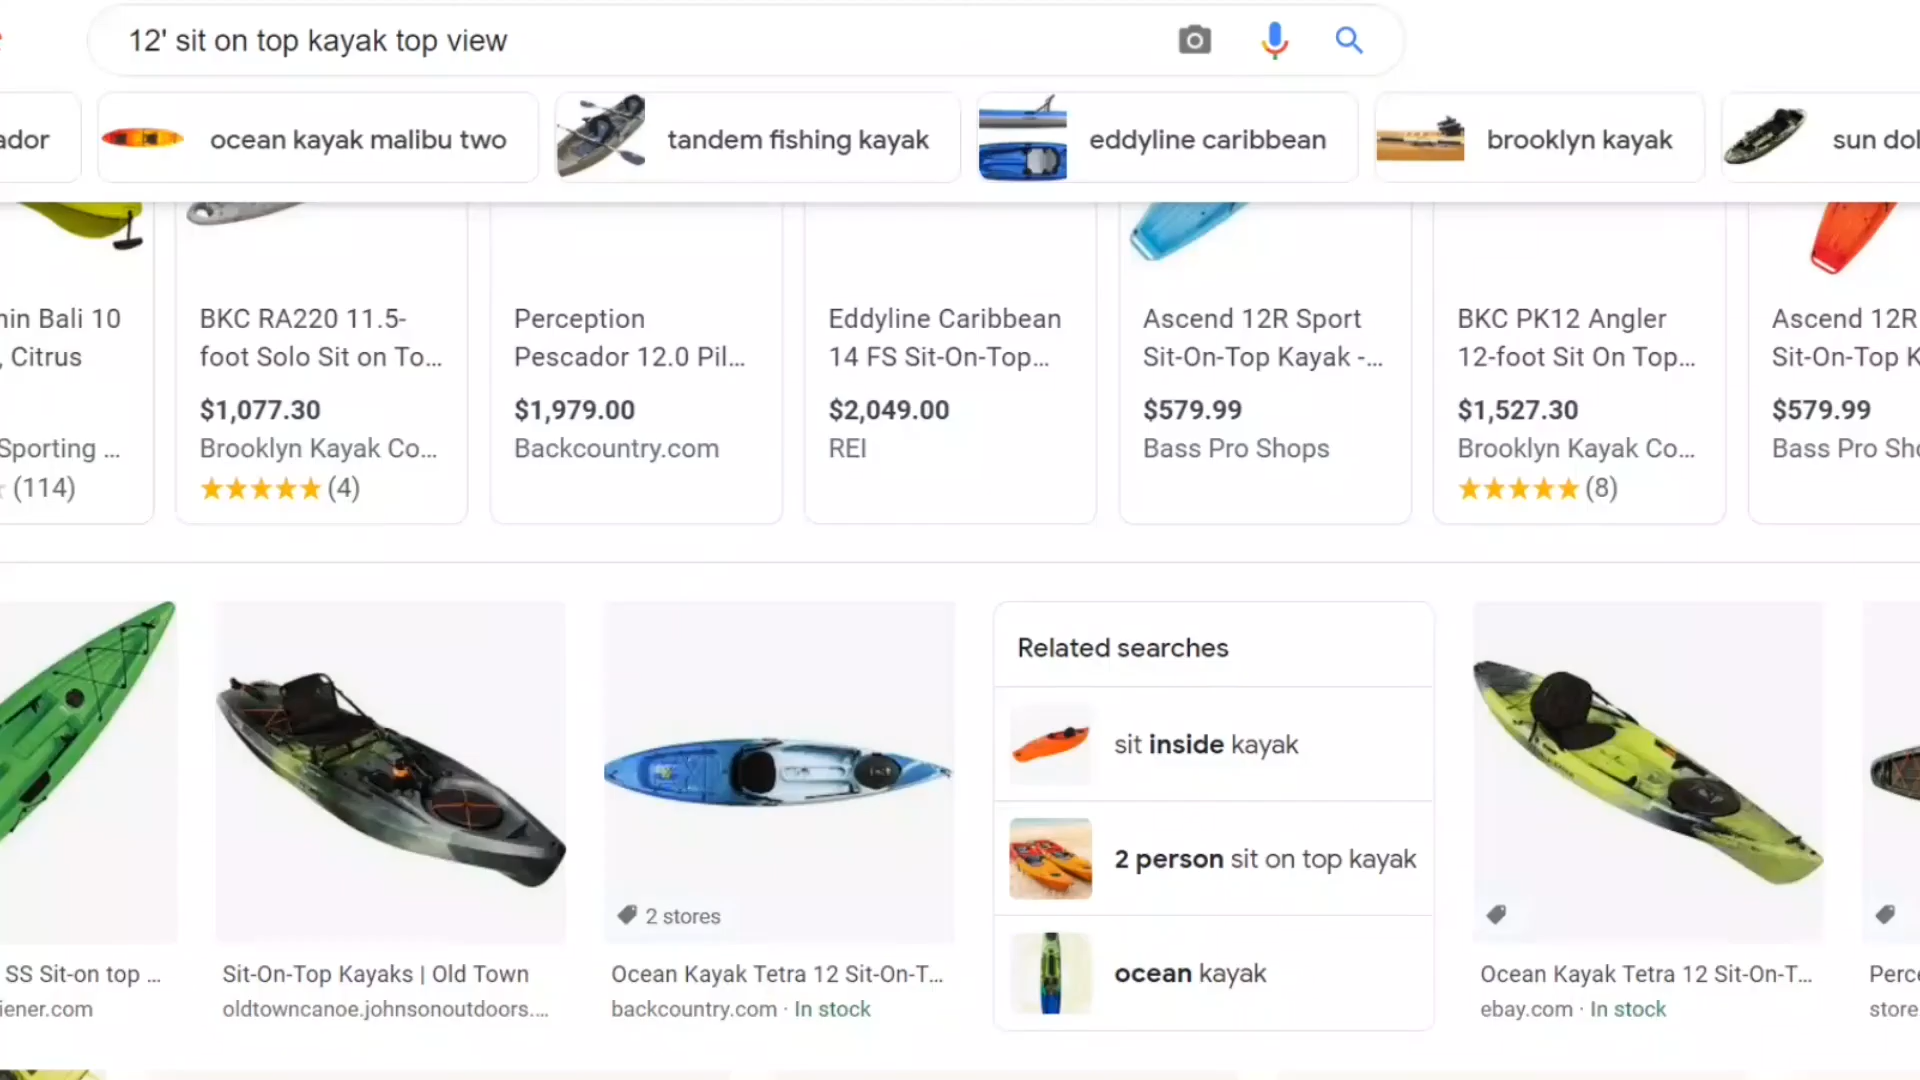 12' sit on top kayak top view
ador
ocean kayak malibu two
tandem fishing kayak
eddyline caribbean
brooklyn kayak
sun dol
nin Bali 10
, Citrus
Sporting ...
(114)
BKC RA220 11.5-
foot Solo Sit on To...
$1,077.30
Brooklyn Kayak Co...
(4)
Perception
Pescador 12.0 Pil...
$1,979.00
Backcountry.com
Eddyline Caribbean
14 FS Sit-On-Top...
$2,049.00
REI
Ascend 12R Sport
Sit-On-Top Kayak -...
$579.99
Bass Pro Shops
BKC PK12 Angler
12-foot Sit On Top...
$1,527.30
Brooklyn Kayak Co...
(8)
Ascend 12R
Sit-On-Top K
$579.99
Bass Pro Sho
SS Sit-on top ...
iener.com
Sit-On-Top Kayaks | Old Town
oldtowncanoe.johnsonoutdoors....
2 stores
Ocean Kayak Tetra 12 Sit-On-T...
backcountry.com · In stock
Related searches
sit inside kayak
2 person sit on top kayak
ocean kayak
Ocean Kayak Tetra 12 Sit-On-T...
ebay.com · In stock
Perce
store